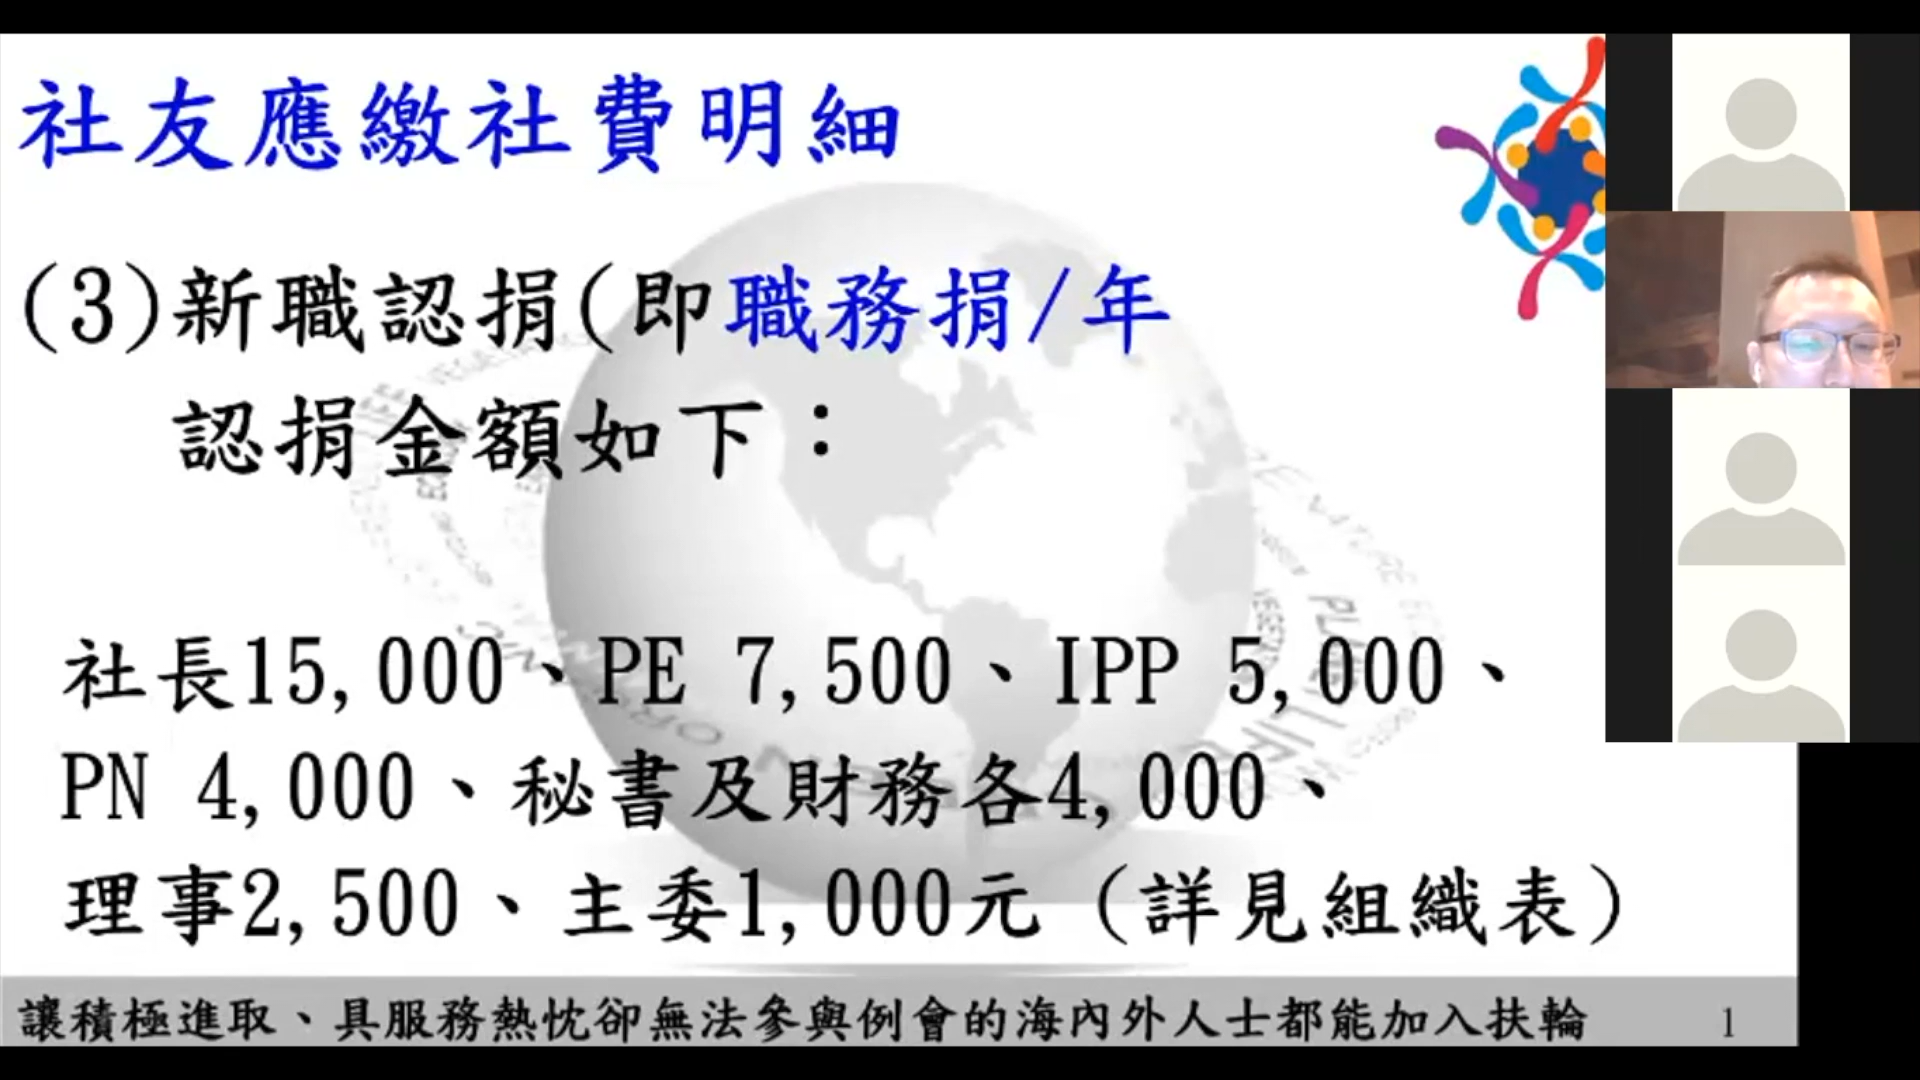 社友應繳社費明細
(3)新職認捐(即職務捐/年
認捐金額如下：
社長15,000、PE 7,500、IPP 5,000、
PN 4,000、秘書及財務各4,000、
理事2,500、主委1,000元（詳見組織表）
讓積極進取、具服務熱忱卻無法參與例會的海內外人士都能加入扶輪
1